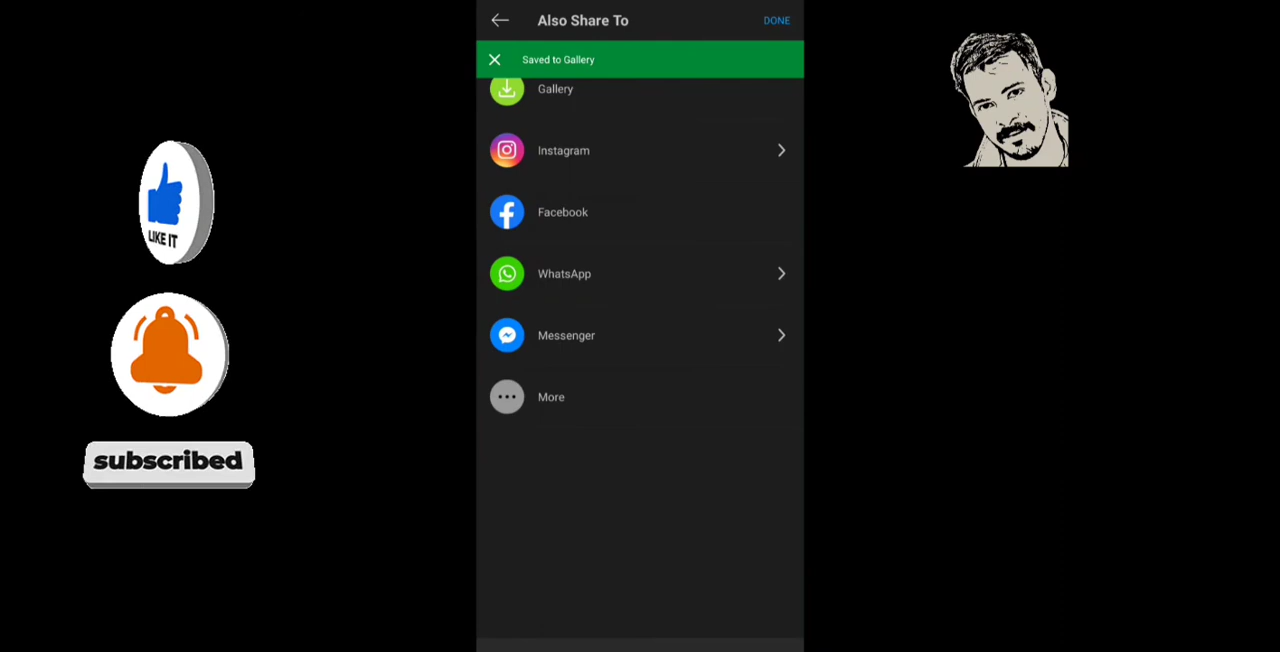 Also Share To
DONE
Saved to Gallery
Gallery
Instagram
Facebook
WhatsApp
Messenger
More
LIKE IT
subscribed